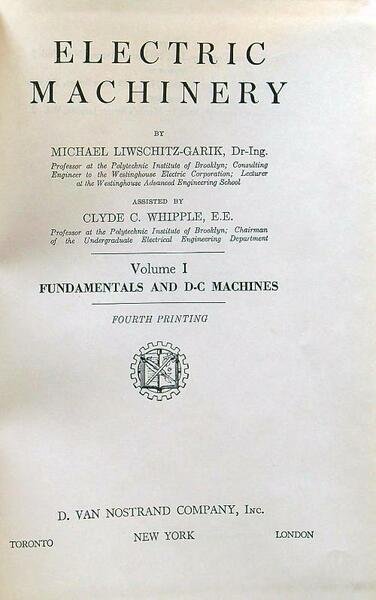 ELECTRIC
MACHINERY
BY
MICHAEL LIWSCHITZ-GARIK, Dr-Ing.
Professor at the Polytechnic Institute of Brooklyn; Consulting
Engineer to the Westinghouse Electric Corporation; Lecturer
at the Westinghouse Advanced Engineering School
ASSISTED BY
CLYDE C. WHIPPLE, E.E.
Professor at the Polytechnic Institute of Brooklyn; Chairman
of the Undergraduate Electrical Engineering Department
Volume I
FUNDAMENTALS AND D-C MACHINES
FOURTH PRINTING
D. VAN NOSTRAND COMPANY, INC.
TORONTO NEW YORK LONDON